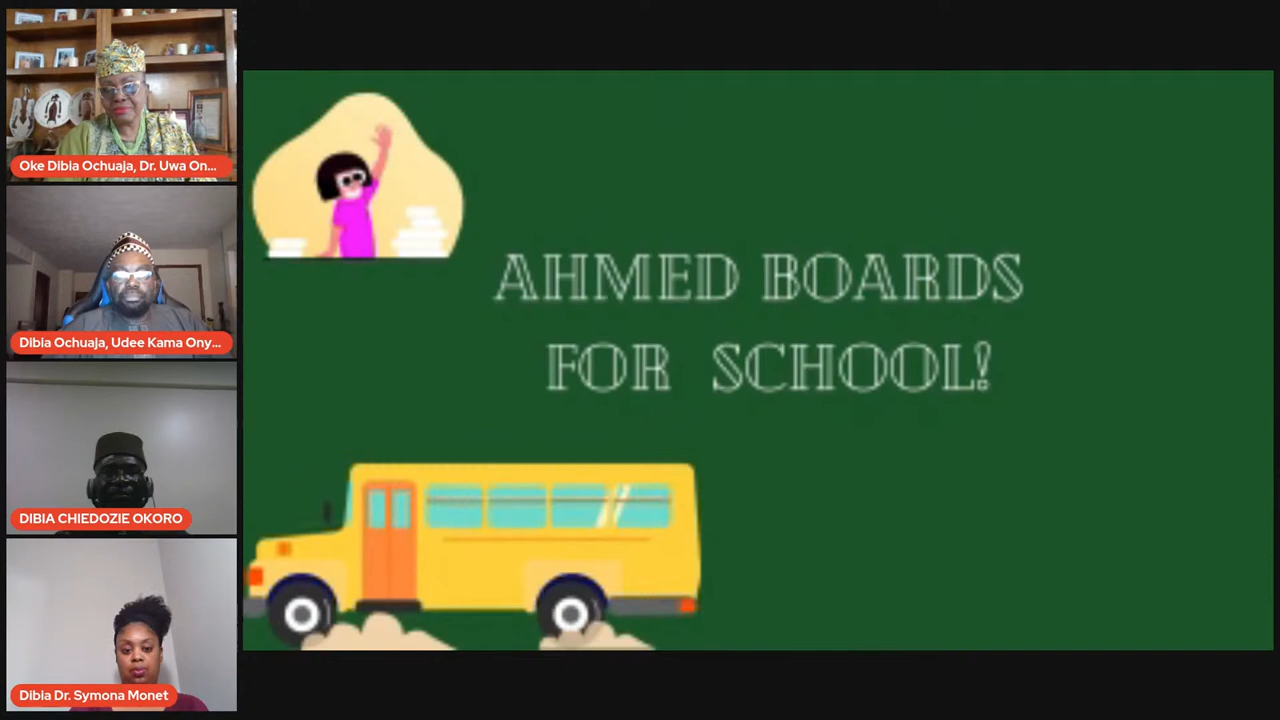 Oke Dibia Ochuaja, Dr. Uwa On...
Dibia Ochuaja, Udee Kama Ony...
DIBIA CHIEDOZIE OKORO
Dibia Dr. Symona Monet
AHMED BOARDS
FOR SCHOOL!